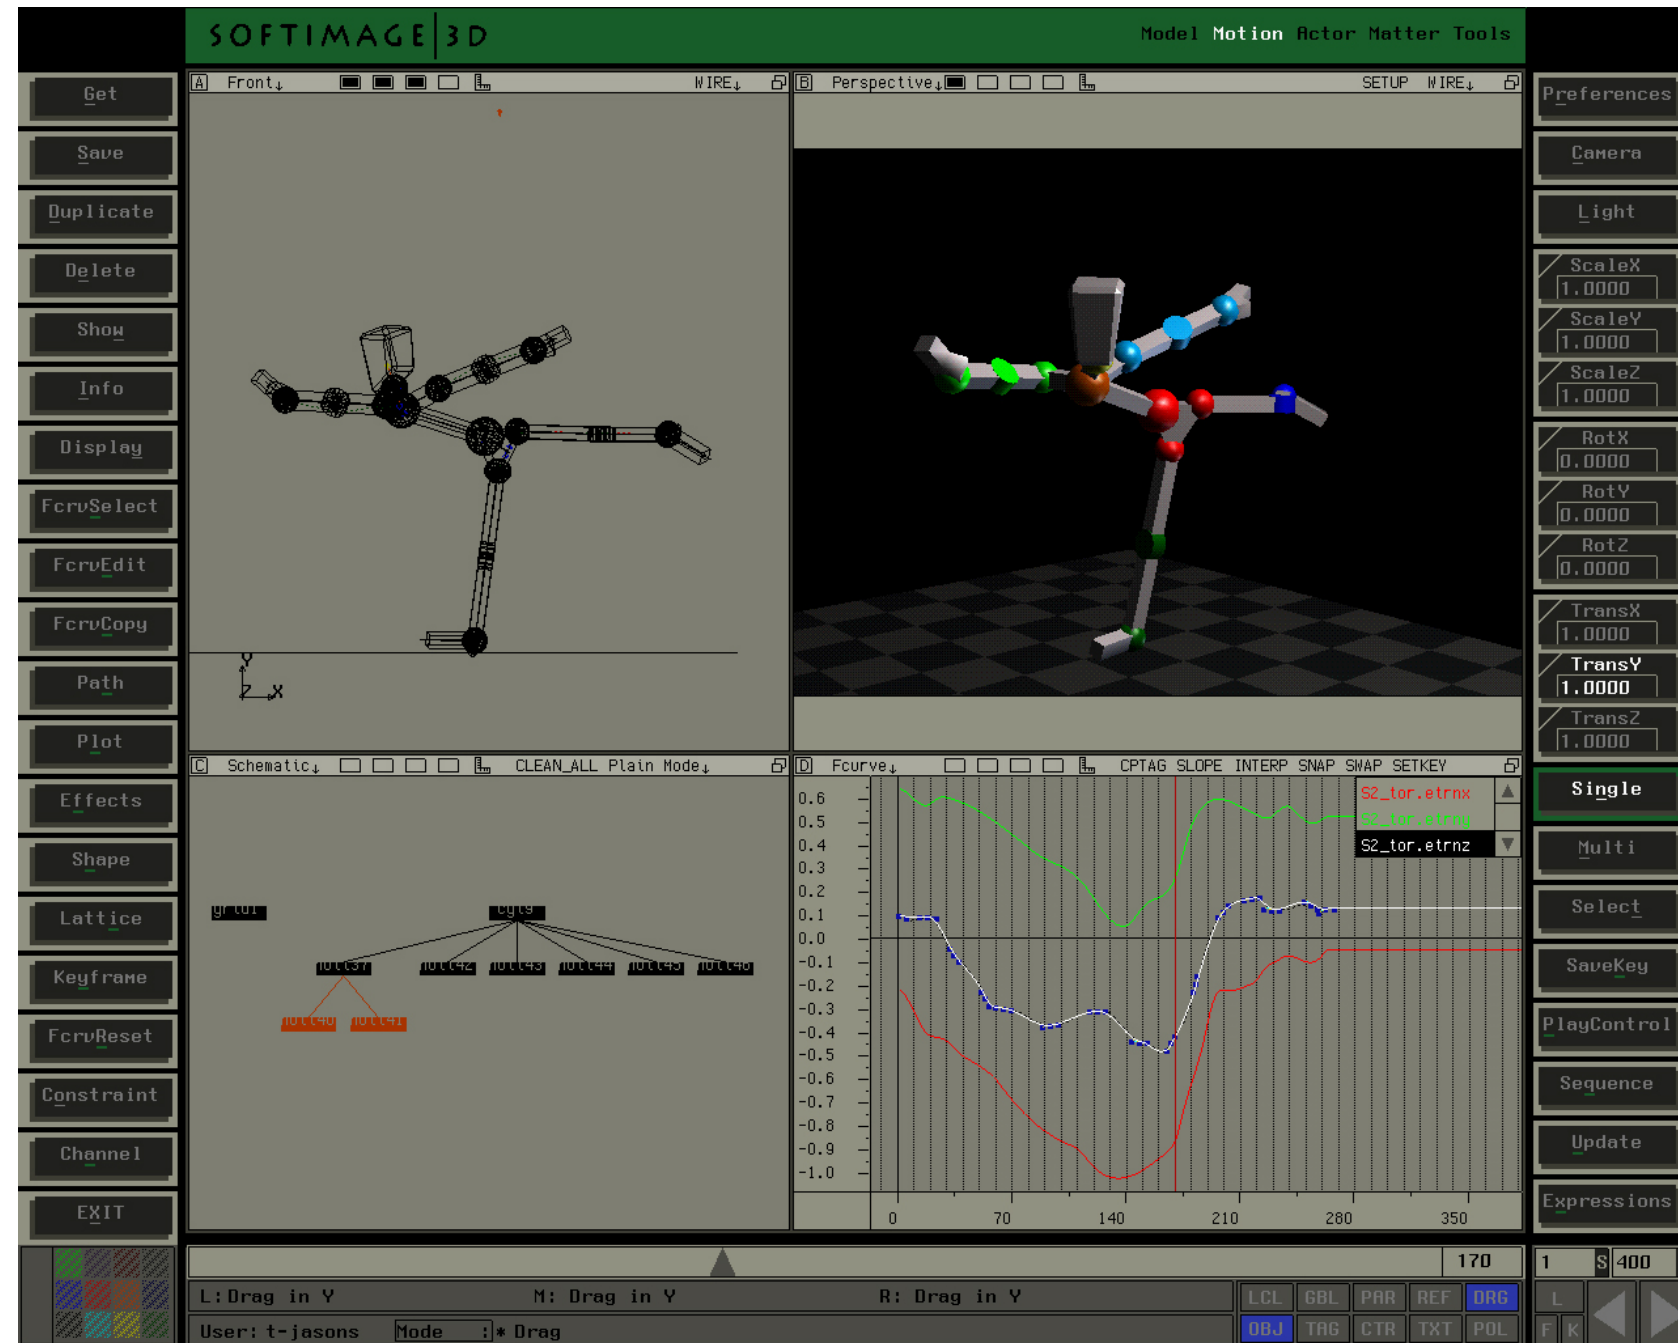 SOFTIMAGE|3D
Model Motion Actor Matter Tools
Get
Save
Duplicate
Delete
Show
Info
Display
FcrvSelect
FcrvEdit
FcrvCopy
Path
Plot
Effects
Shape
Lattice
Keyframe
FcrvReset
Constraint
Channel
EXIT
A Front↓ WIRE↓
Y
Z X
B Perspective↓ SETUP WIRE↓
C Schematic↓ CLEAN_ALL Plain Mode↓
D Fcurve↓ CPTAG SLOPE INTERP SNAP SWAP SETKEY
S2_tor.etrnx
S2_tor.etrny
S2_tor.etrnz
0.6
0.5
0.4
0.3
0.2
0.1
0.0
-0.1
-0.2
-0.3
-0.4
-0.5
-0.6
-0.7
-0.8
-0.9
-1.0
0 70 140 210 280 350
Preferences
Camera
Light
ScaleX
1.0000
ScaleY
1.0000
ScaleZ
1.0000
RotX
0.0000
RotY
0.0000
RotZ
0.0000
TransX
1.0000
TransY
1.0000
TransZ
1.0000
Single
Multi
Select
SaveKey
PlayControl
Sequence
Update
Expressions
170
1 S 400
L:Drag in Y M: Drag in Y R: Drag in Y
LCL GBL PAR REF DRG
L
User: t-jasons Mode :* Drag
OBJ TAG CTR TXT POL
F K